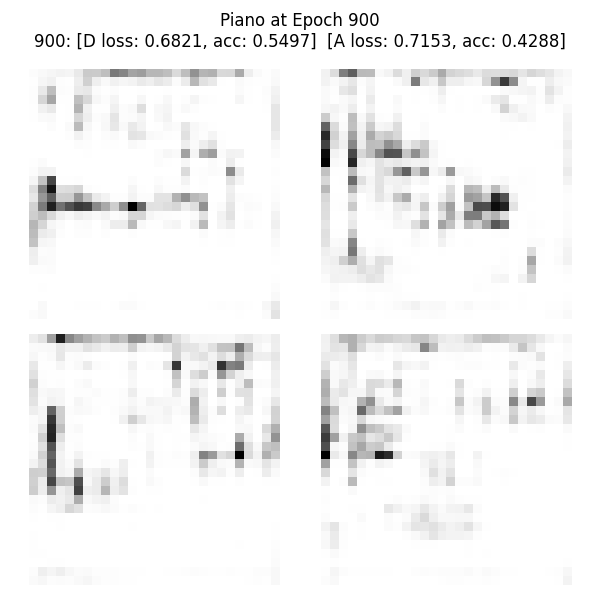 Piano at Epoch 900
900: [D loss: 0.6821, acc: 0.5497]  [A loss: 0.7153, acc: 0.4288]